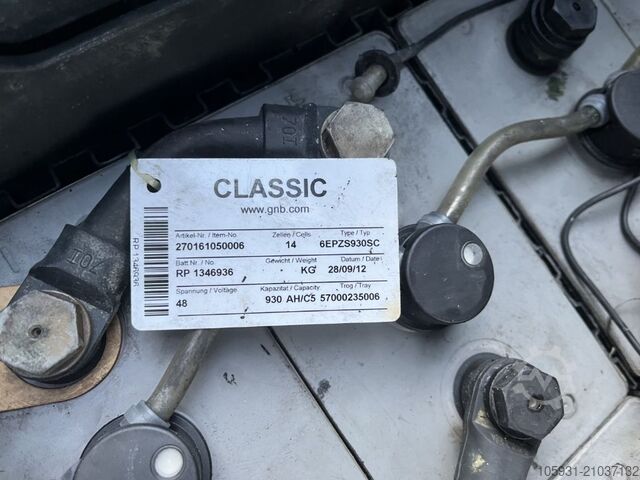 CLASSIC
www.gnb.com
Artikel-Nr. / Item-No. Zellen / Cells Type / Typ
270161050006 14 6EPZS930SC
Batt Nr. / No Gewicht / Weight Datum / Date
RP 1346936 KG 28/09/12
Spannung / Voltage Kapazität / Capacity Trog / Tray
48 930 AH/C5 57000235006
RP 1346936
105931-21037132